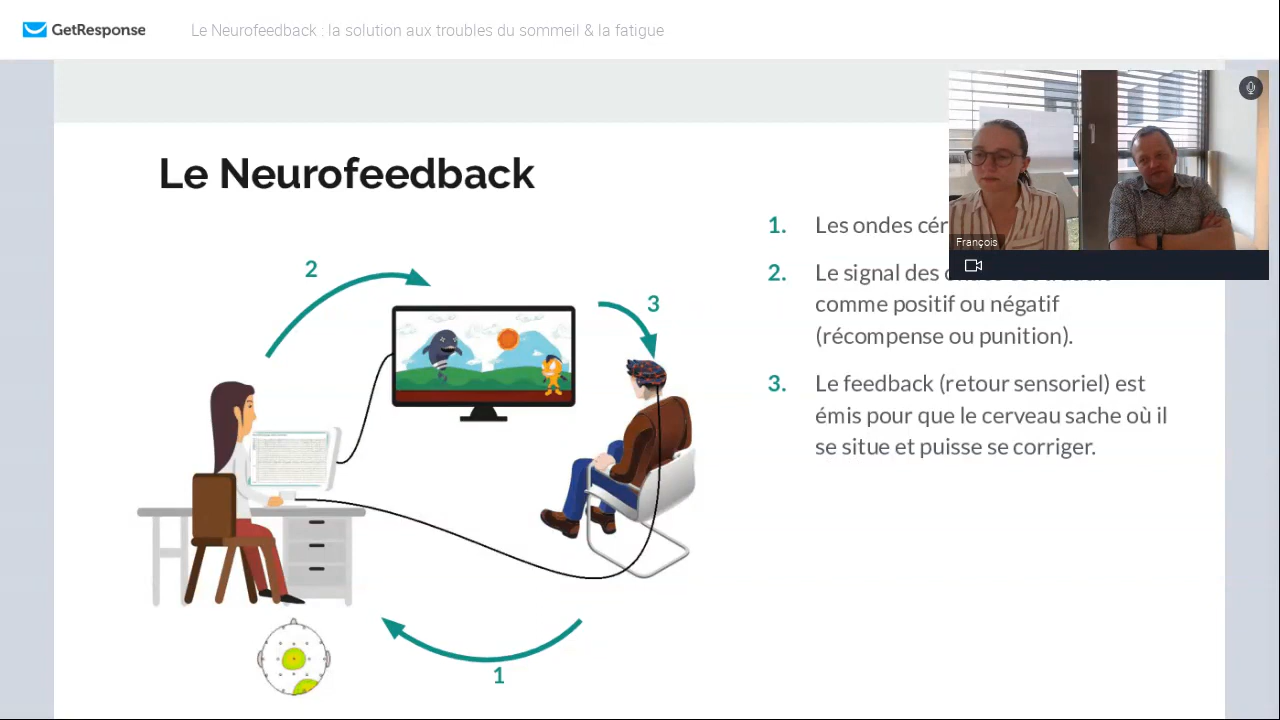 GetResponse
Le Neurofeedback : la solution aux troubles du sommeil & la fatigue
Le Neurofeedback
François
1. Les ondes
2. Le signal des
comme positif ou négatif
(récompense ou punition).
3. Le feedback (retour sensoriel) est
émis pour que le cerveau sache où il
se situe et puisse se corriger.
2
3
1